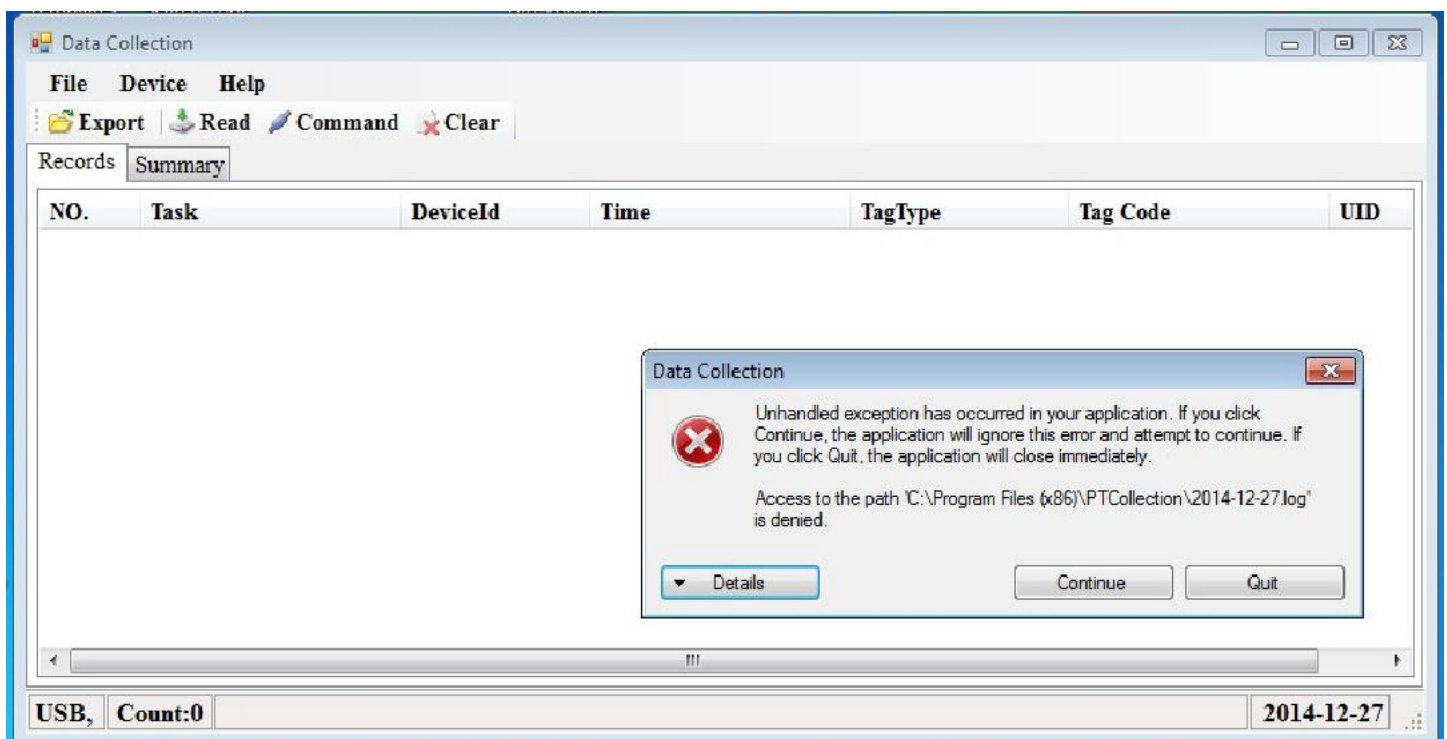 Data Collection
File Device Help
Export Read Command Clear
Records Summary
NO. Task DeviceId Time TagType Tag Code UID
Data Collection
Unhandled exception has occurred in your application. If you click
Continue, the application will ignore this error and attempt to continue. If
you click Quit, the application will close immediately.
Access to the path 'C:\Program Files (x86)\PTCollection\2014-12-27.log"
is denied.
Details Continue Quit
USB, Count:0 2014-12-27